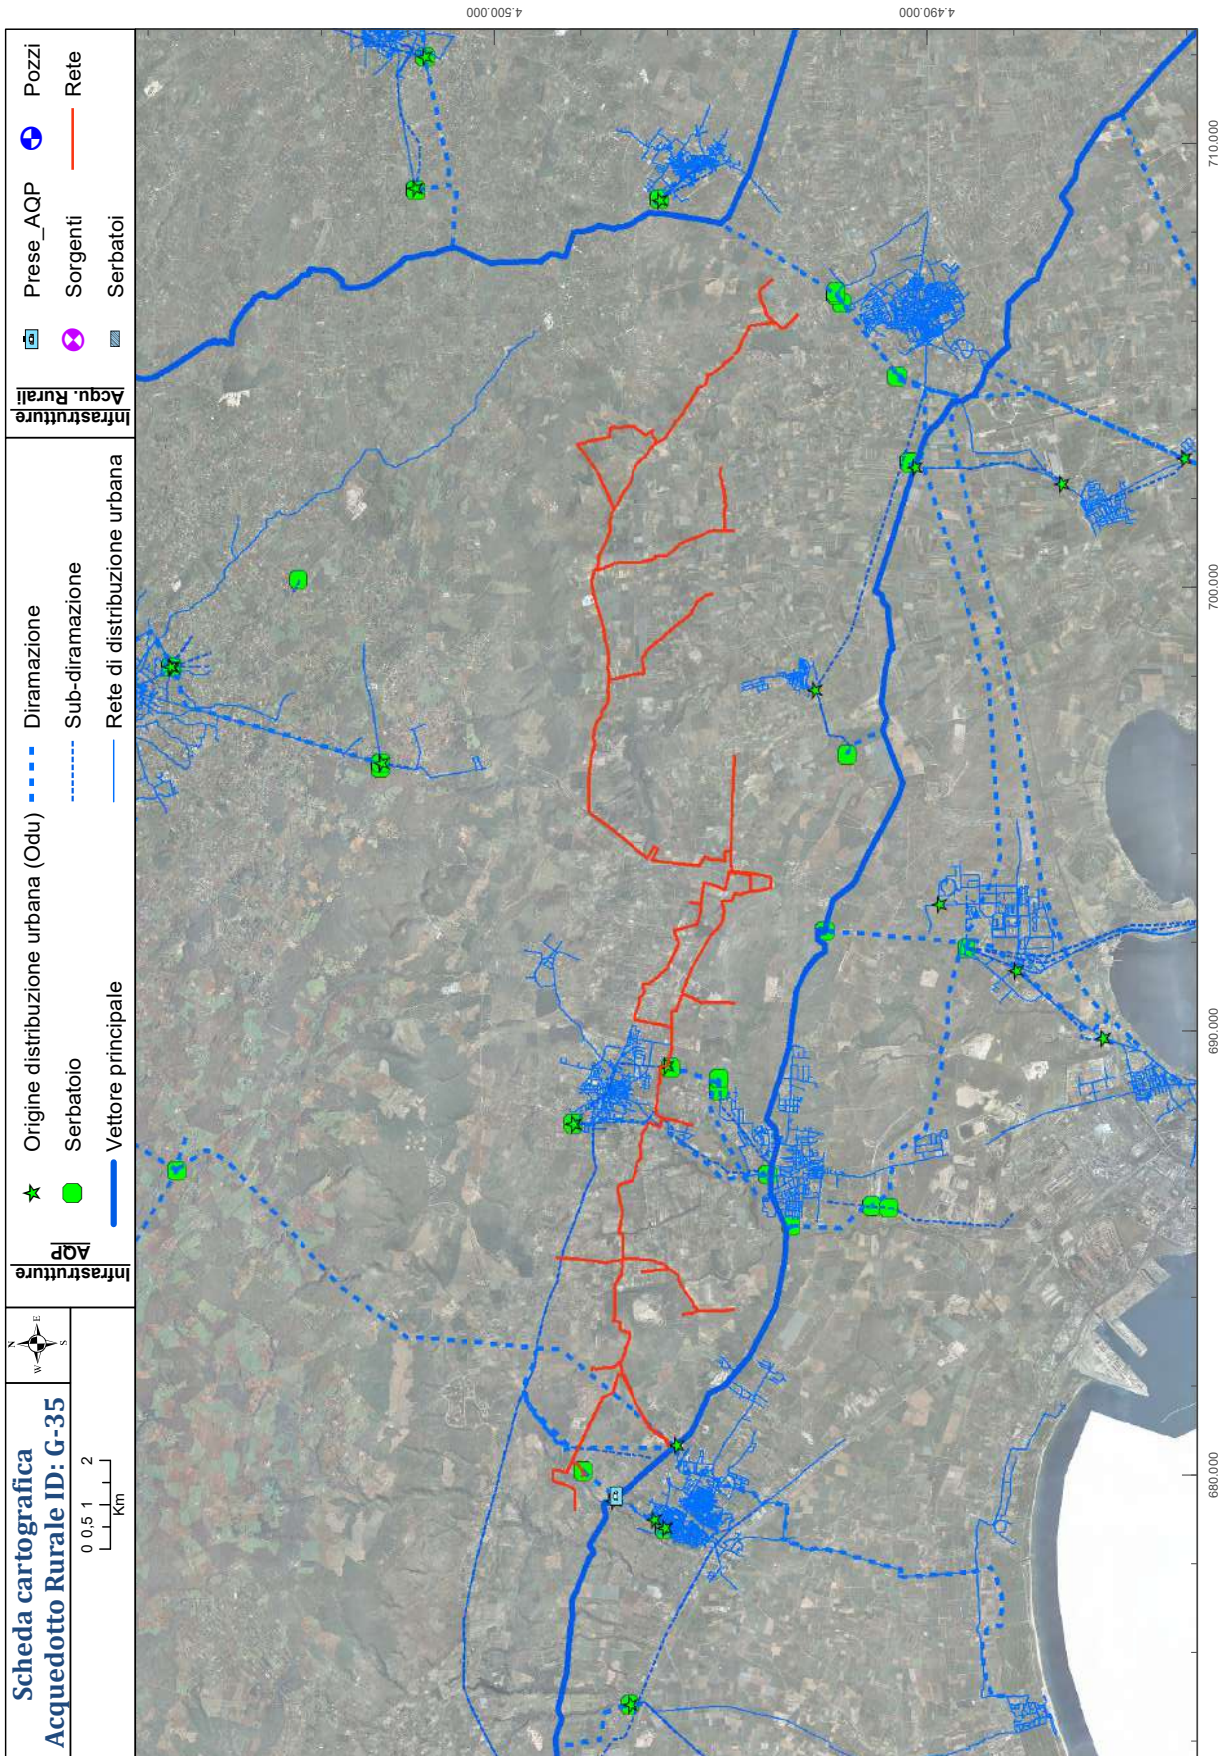 Scheda cartografica
Acquedotto Rurale ID: G-35
0 0,5 1 2
Km
N
W E
S
Infrastrutture
AQP
Origine distribuzione urbana (Odu)
Serbatoio
Vettore principale
Diramazione
Sub-diramazione
Rete di distribuzione urbana
Infrastrutture
Acqu. Rurali
Prese_AQP
Sorgenti
Serbatoi
Pozzi
Rete
4.500.000
4.490.000
680.000
690.000
700.000
710.000